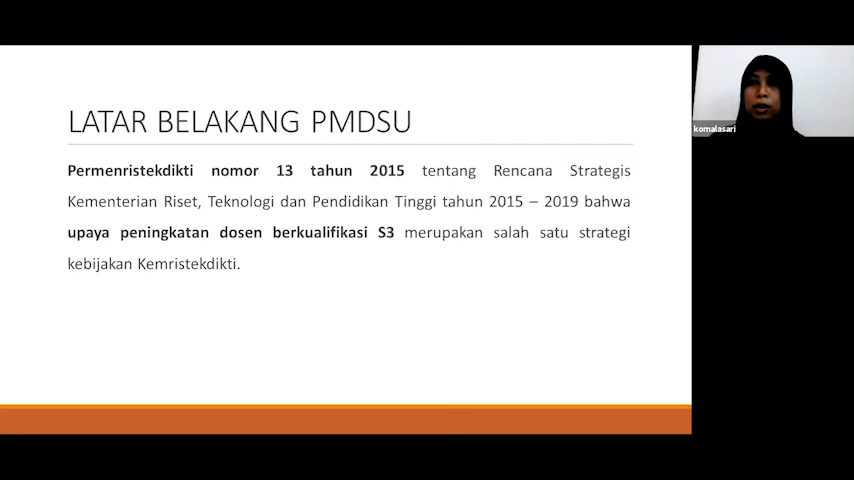 LATAR BELAKANG PMDSU
Permenristekdikti nomor 13 tahun 2015 tentang Rencana Strategis
Kementerian Riset, Teknologi dan Pendidikan Tinggi tahun 2015 – 2019 bahwa
upaya peningkatan dosen berkualifikasi S3 merupakan salah satu strategi
kebijakan Kemristekdikti.
komalasari